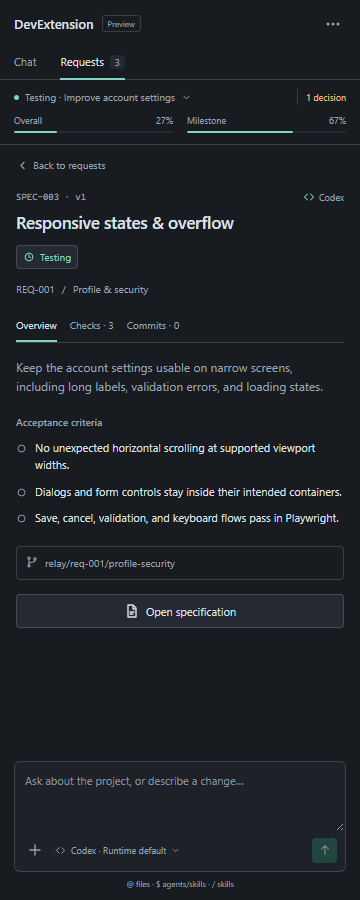 DevExtension Preview
Chat Requests 3
Testing · Improve account settings 1 decision
Overall 27% Milestone 67%
Back to requests
SPEC-003 · v1 Codex
Responsive states & overflow
Testing
REQ-001 / Profile & security
Overview Checks · 3 Commits · 0
Keep the account settings usable on narrow screens,
including long labels, validation errors, and loading states.
Acceptance criteria
No unexpected horizontal scrolling at supported viewport
widths.
Dialogs and form controls stay inside their intended containers.
Save, cancel, validation, and keyboard flows pass in Playwright.
relay/req-001/profile-security
Open specification
Ask about the project, or describe a change...
Codex · Runtime default
@ files · $ agents/skills · / skills